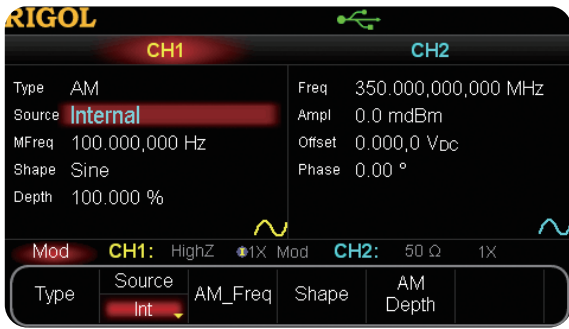 RIGOL
CH1
CH2
Type AM
Source Internal
MFreq 100.000,000 Hz
Shape Sine
Depth 100.000 %
Freq 350.000,000,000 MHz
Ampl 0.0 mdBm
Offset 0.000,0 VDC
Phase 0.00 °
Mod CH1: HighZ 1X Mod CH2: 50 Ω 1X
Type
Source
Int
AM_Freq
Shape
AM
Depth